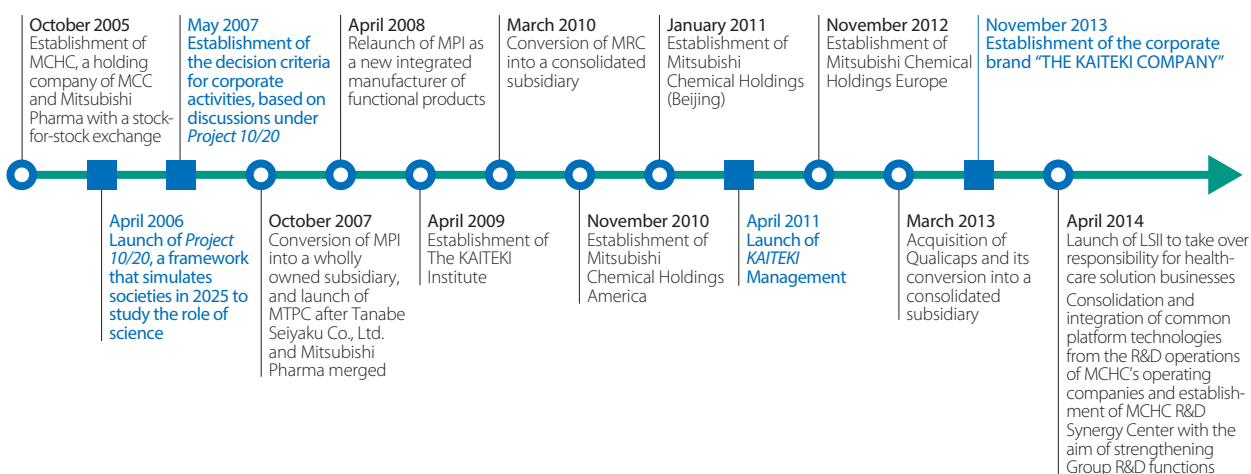 October 2005
Establishment of
MCHC, a holding
company of MCC
and Mitsubishi
Pharma with a stock-
for-stock exchange
May 2007
Establishment of
the decision criteria
for corporate
activities, based on
discussions under
Project 10/20
April 2008
Relaunch of MPI as
a new integrated
manufacturer of
functional products
March 2010
Conversion of MRC
into a consolidated
subsidiary
January 2011
Establishment of
Mitsubishi
Chemical Holdings
(Beijing)
November 2012
Establishment of
Mitsubishi Chemical
Holdings Europe
November 2013
Establishment of the corporate
brand “THE KAITEKI COMPANY”
April 2006
Launch of Project
10/20, a framework
that simulates
societies in 2025 to
study the role of
science
October 2007
Conversion of MPI
into a wholly
owned subsidiary,
and launch of
MTPC after Tanabe
Seiyaku Co., Ltd.
and Mitsubishi
Pharma merged
April 2009
Establishment of
The KAITEKI
Institute
November 2010
Establishment of
Mitsubishi
Chemical Holdings
America
April 2011
Launch of
KAITEKI
Management
March 2013
Acquisition of
Qualicaps and its
conversion into a
consolidated
subsidiary
April 2014
Launch of LSII to take over
responsibility for health-
care solution businesses
Consolidation and
integration of common
platform technologies
from the R&D operations
of MCHC’s operating
companies and establish-
ment of MCHC R&D
Synergy Center with the
aim of strengthening
Group R&D functions